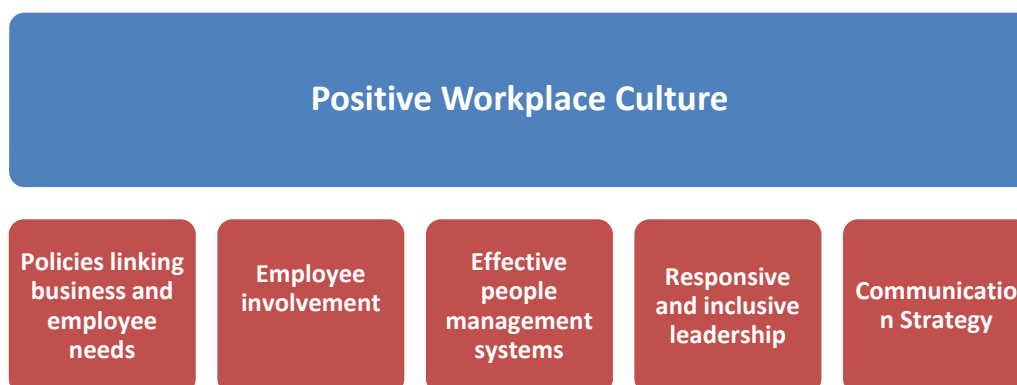 Positive Workplace Culture
Policies linking
business and
employee
needs
Employee
involvement
Effective
people
management
systems
Responsive
and inclusive
leadership
Communicatio
n Strategy